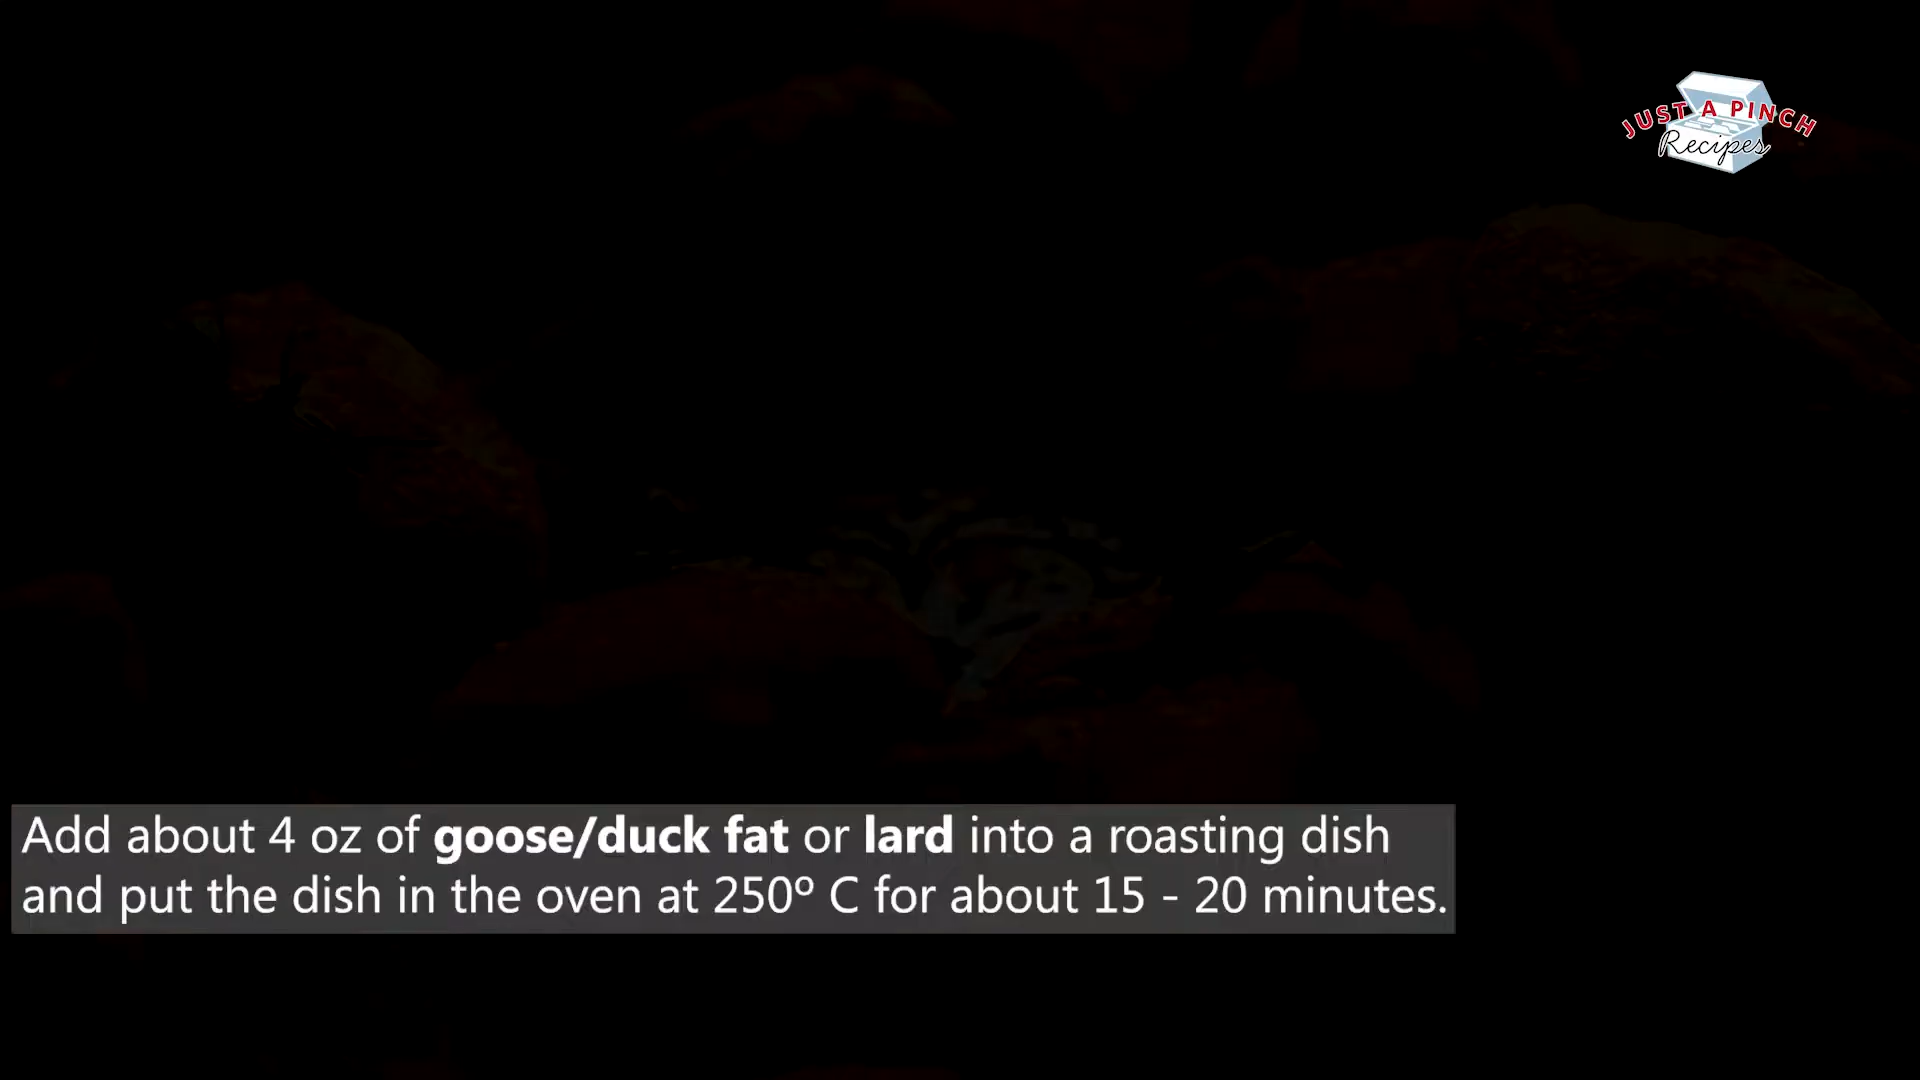 JUST A PINCH
Recipes
Add about 4 oz of goose/duck fat or lard into a roasting dish
and put the dish in the oven at 250º C for about 15 - 20 minutes.